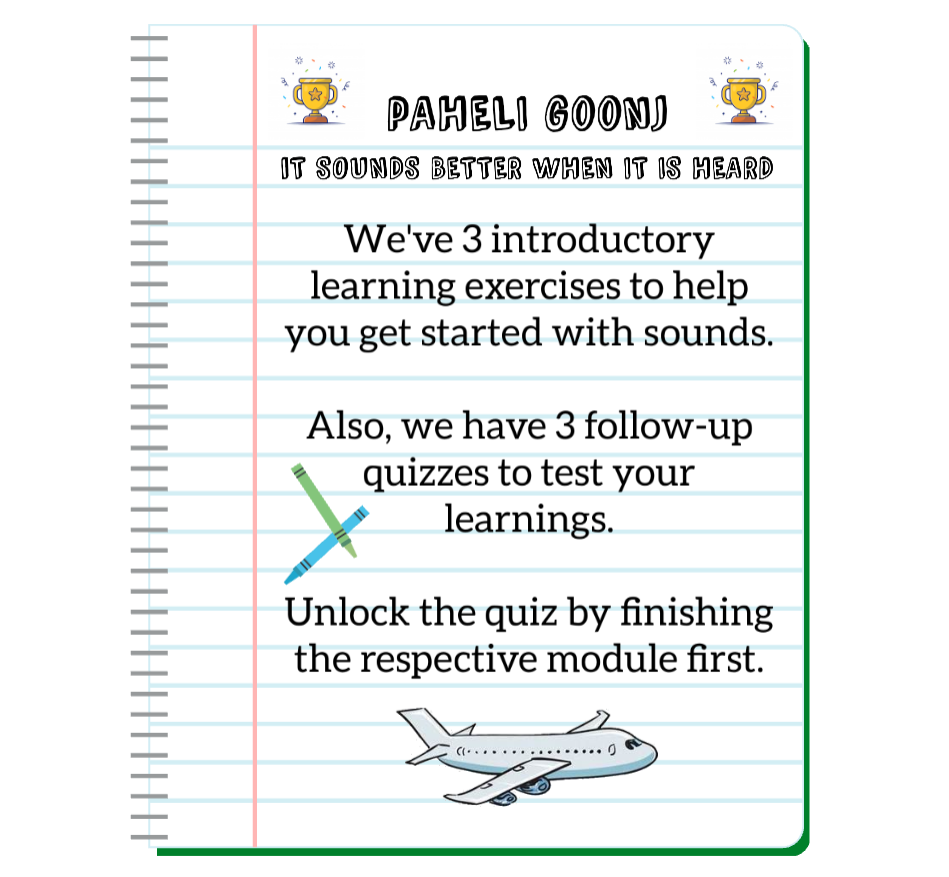 PAHELI GOONJ
IT SOUNDS BETTER WHEN IT IS HEARD
We've 3 introductory
learning exercises to help
you get started with sounds.
Also, we have 3 follow-up
quizzes to test your
learnings.
Unlock the quiz by finishing
the respective module first.